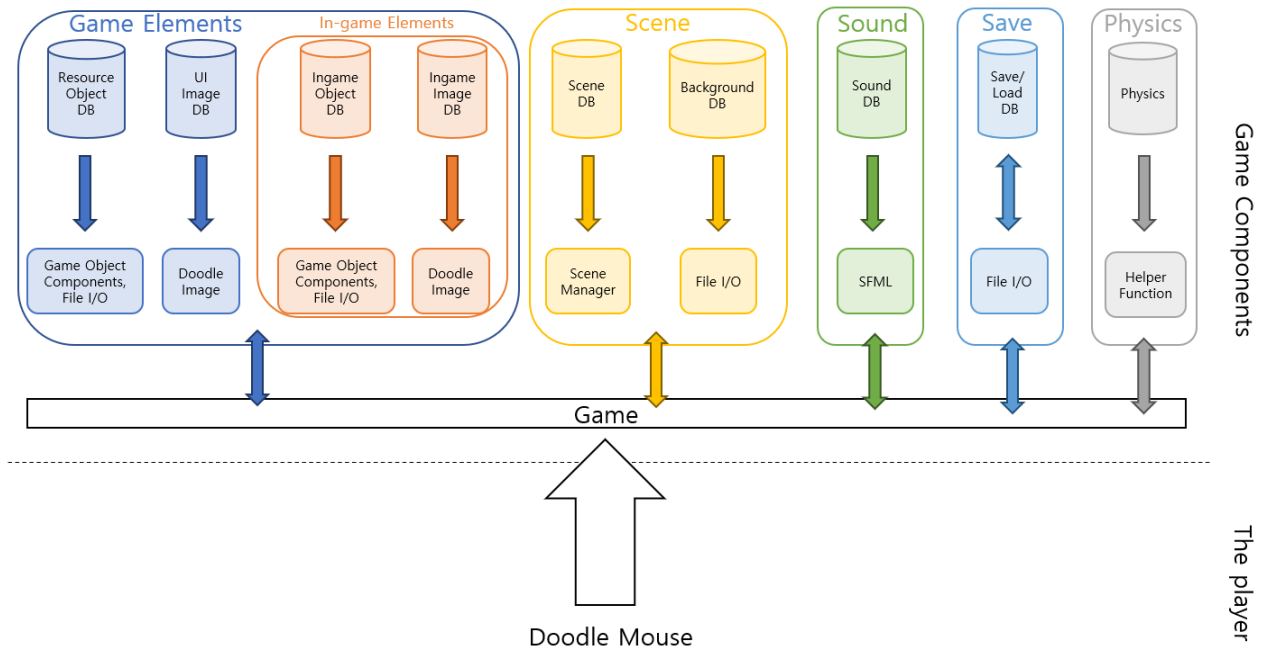 Game Elements
In-game Elements
Scene
Sound
Save
Physics
Resource
Object
DB
UI
Image
DB
Ingame
Object
DB
Ingame
Image
DB
Scene
DB
Background
DB
Sound
DB
Save/
Load
DB
Physics
Game Object
Components,
File I/O
Doodle
Image
Game Object
Components,
File I/O
Doodle
Image
Scene
Manager
File I/O
SFML
File I/O
Helper
Function
Game Components
Game
The player
Doodle Mouse